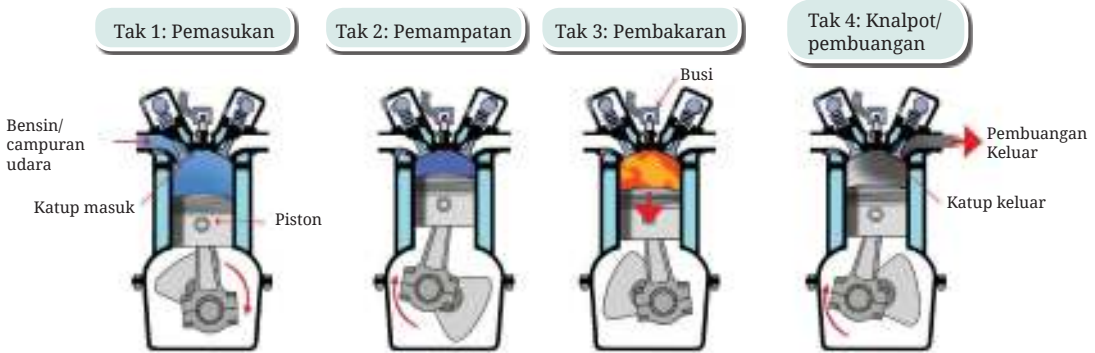 Tak 1: Pemasukan
Tak 2: Pemampatan
Tak 3: Pembakaran
Tak 4: Knalpot/
pembuangan
Busi
Bensin/
campuran
udara
Pembuangan
Keluar
Katup masuk
Piston
Katup keluar